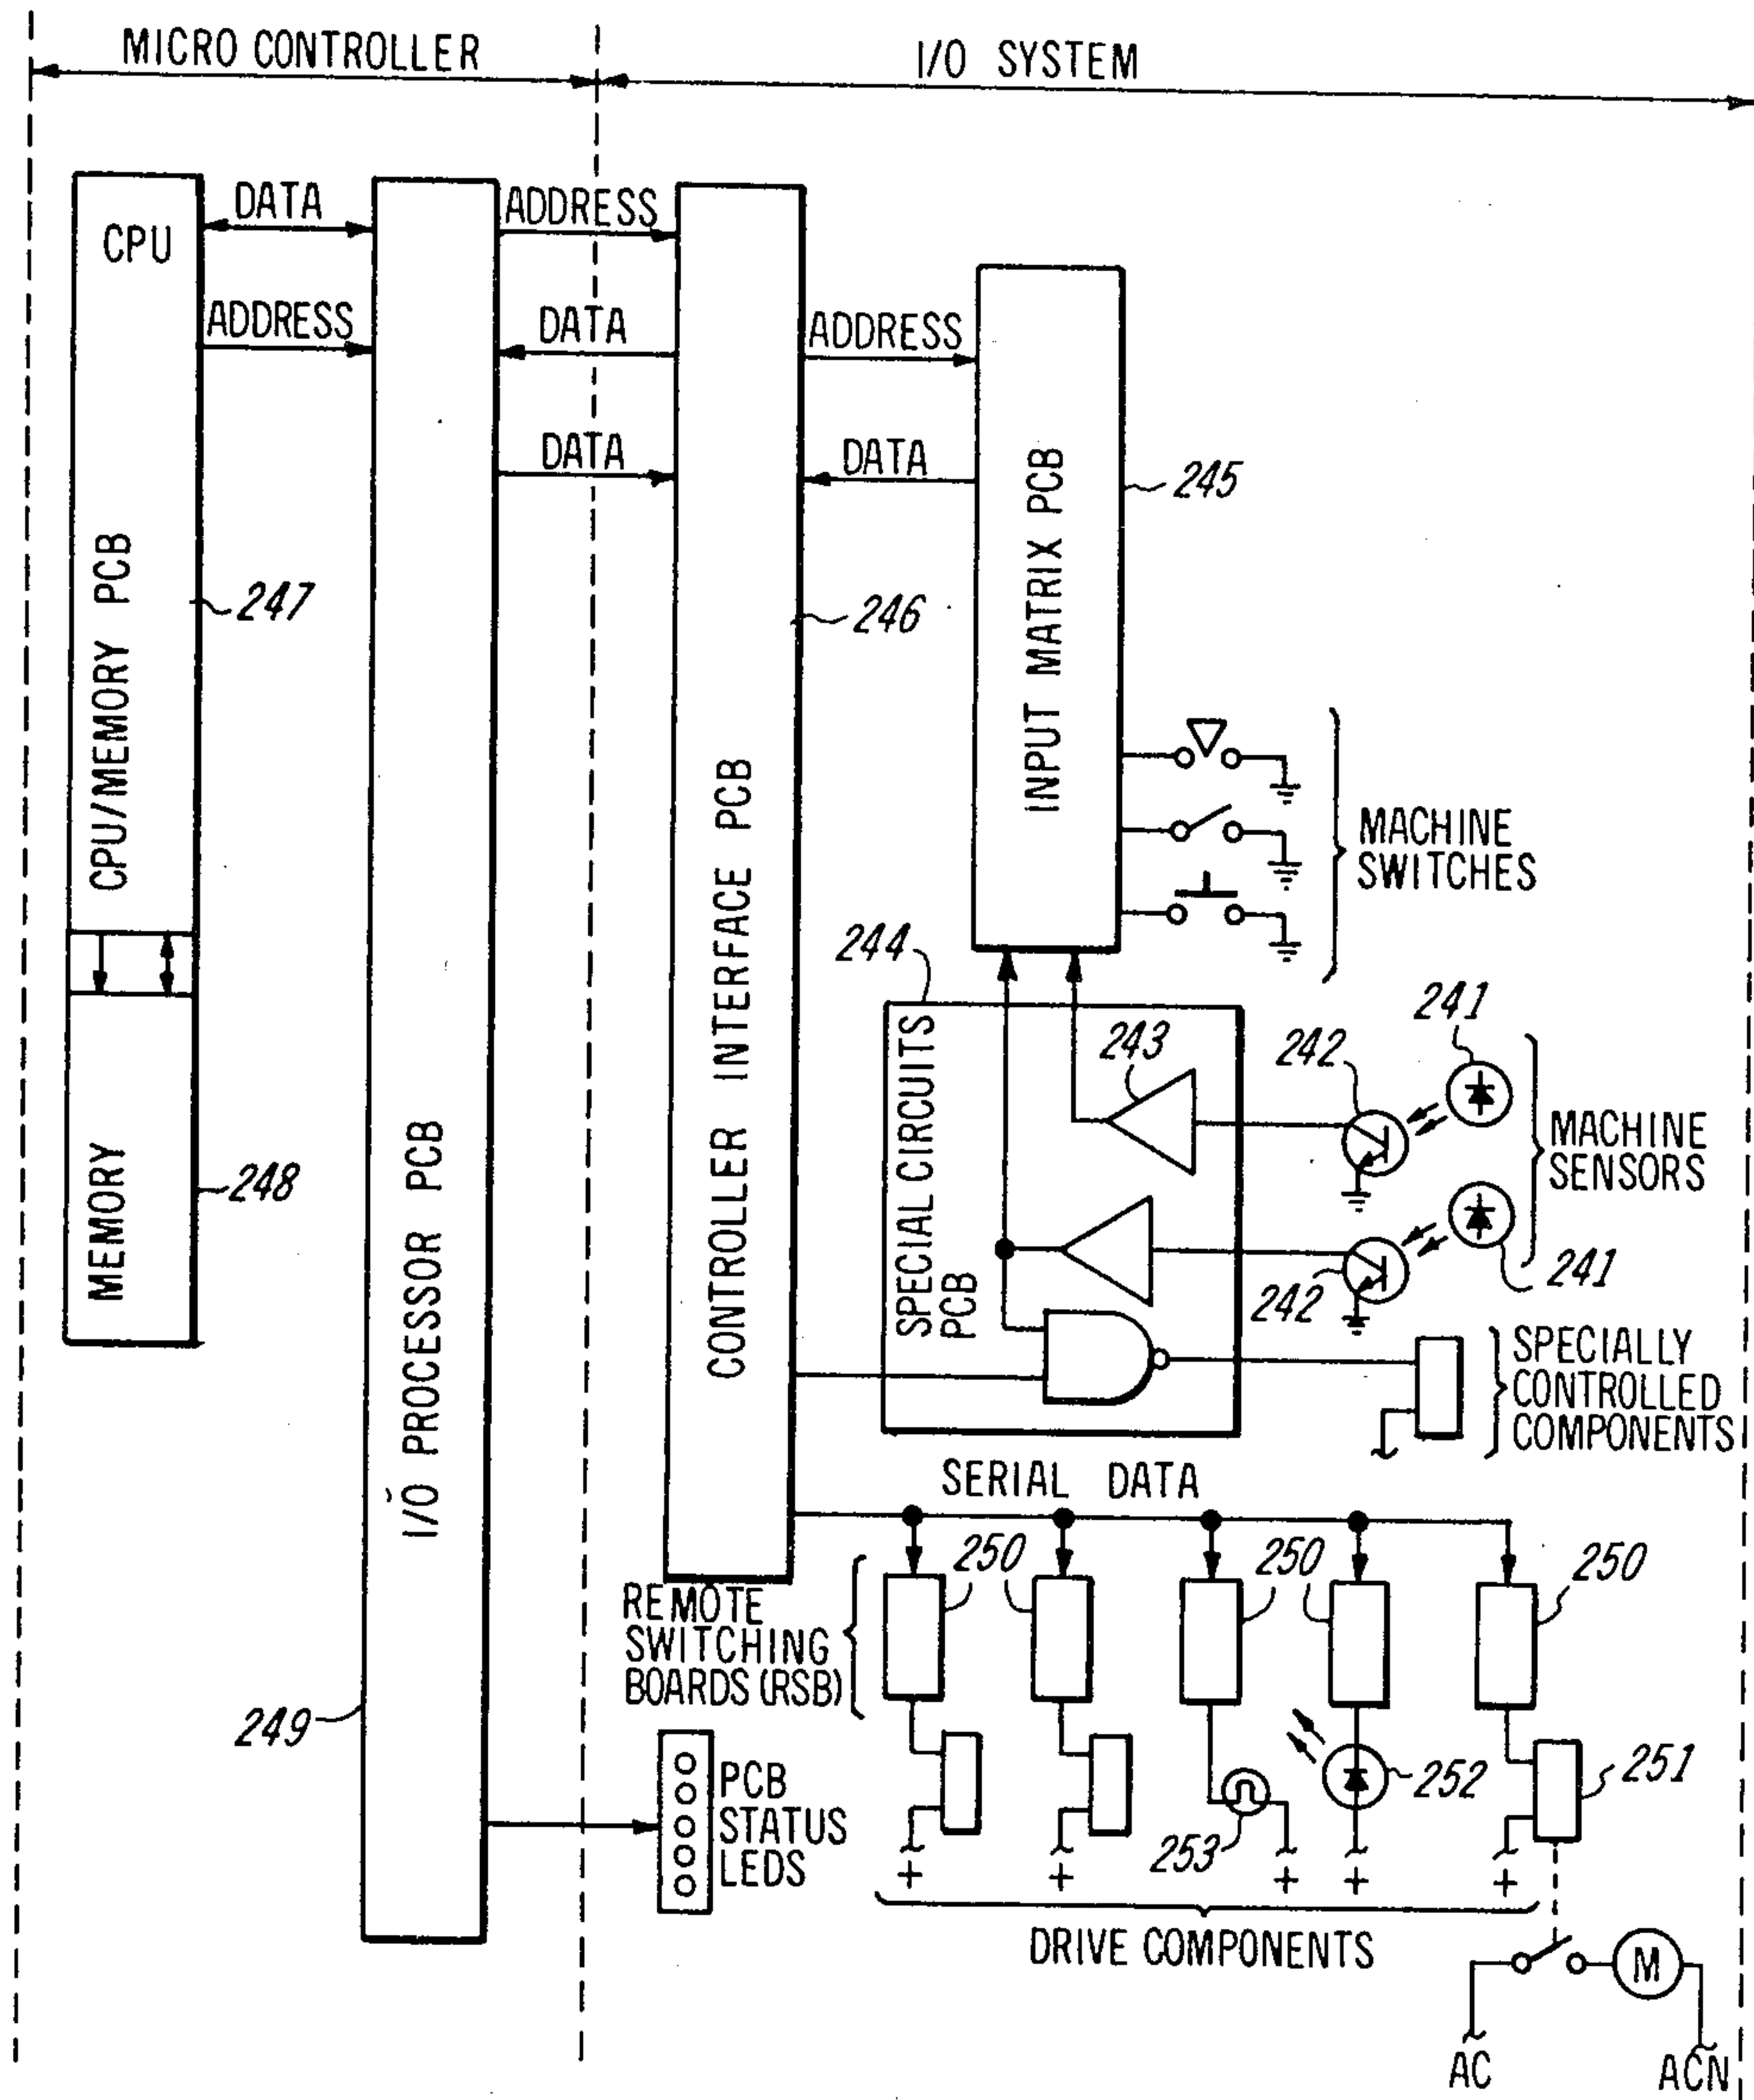 MICRO CONTROLLER
I/O SYSTEM
CPU
DATA
ADDRESS
ADDRESS
DATA
DATA
ADDRESS
DATA
CPU/MEMORY PCB
247
MEMORY
248
I/O PROCESSOR PCB
249
CONTROLLER INTERFACE PCB
246
INPUT MATRIX PCB
245
MACHINE
SWITCHES
244
SPECIAL CIRCUITS
PCB
243
242
241
MACHINE
SENSORS
242
241
SPECIALLY
CONTROLLED
COMPONENTS
SERIAL DATA
REMOTE
SWITCHING
BOARDS (RSB)
250
250
250
PCB
STATUS
LEDS
253
252
251
+
+
+
+
+
DRIVE COMPONENTS
M
AC
ACN